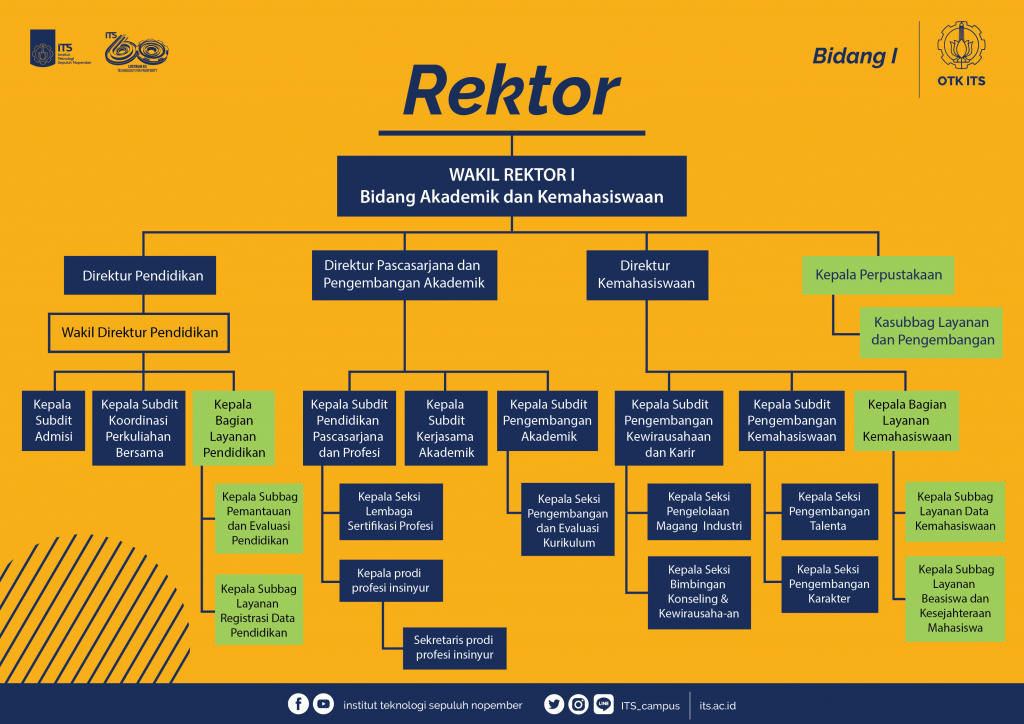 ITS
Institut
Teknologi
Sepuluh Nopember
ITS
60
TECHNOLOGY FOR PROSPERITY
Bidang I
OTK ITS
Rektor
WAKIL REKTOR I
Bidang Akademik dan Kemahasiswaan
Direktur Pendidikan
Direktur Pascasarjana dan
Pengembangan Akademik
Direktur
Kemahasiswaan
Kepala Perpustakaan
Kasubbag Layanan
dan Pengembangan
Wakil Direktur Pendidikan
Kepala
Subdit
Admisi
Kepala Subdit
Koordinasi
Perkuliahan
Bersama
Kepala
Bagian
Layanan
Pendidikan
Kepala Subdit
Pendidikan
Pascasarjana
dan Profesi
Kepala
Subdit
Kerjasama
Akademik
Kepala Subdit
Pengembangan
Akademik
Kepala Subdit
Pengembangan
Kewirausahaan
dan Karir
Kepala Subdit
Pengembangan
Kemahasiswaan
Kepala Bagian
Layanan
Kemahasiswaan
Kepala Subbag
Pemantauan
dan Evaluasi
Pendidikan
Kepala Subbag
Layanan
Registrasi Data
Pendidikan
Kepala Seksi
Lembaga
Sertifikasi Profesi
Kepala prodi
profesi insinyur
Sekretaris prodi
profesi insinyur
Kepala Seksi
Pengembangan
dan Evaluasi
Kurikulum
Kepala Seksi
Pengelolaan
Magang Industri
Kepala Seksi
Bimbingan
Konseling &
Kewirausaha-an
Kepala Seksi
Pengembangan
Talenta
Kepala Seksi
Pengembangan
Karakter
Kepala Subbag
Layanan Data
Kemahasiswaan
Kepala Subbag
Layanan
Beasiswa dan
Kesejahteraan
Mahasiswa
institut teknologi sepuluh nopember
LINE
ITS_campus
its.ac.id